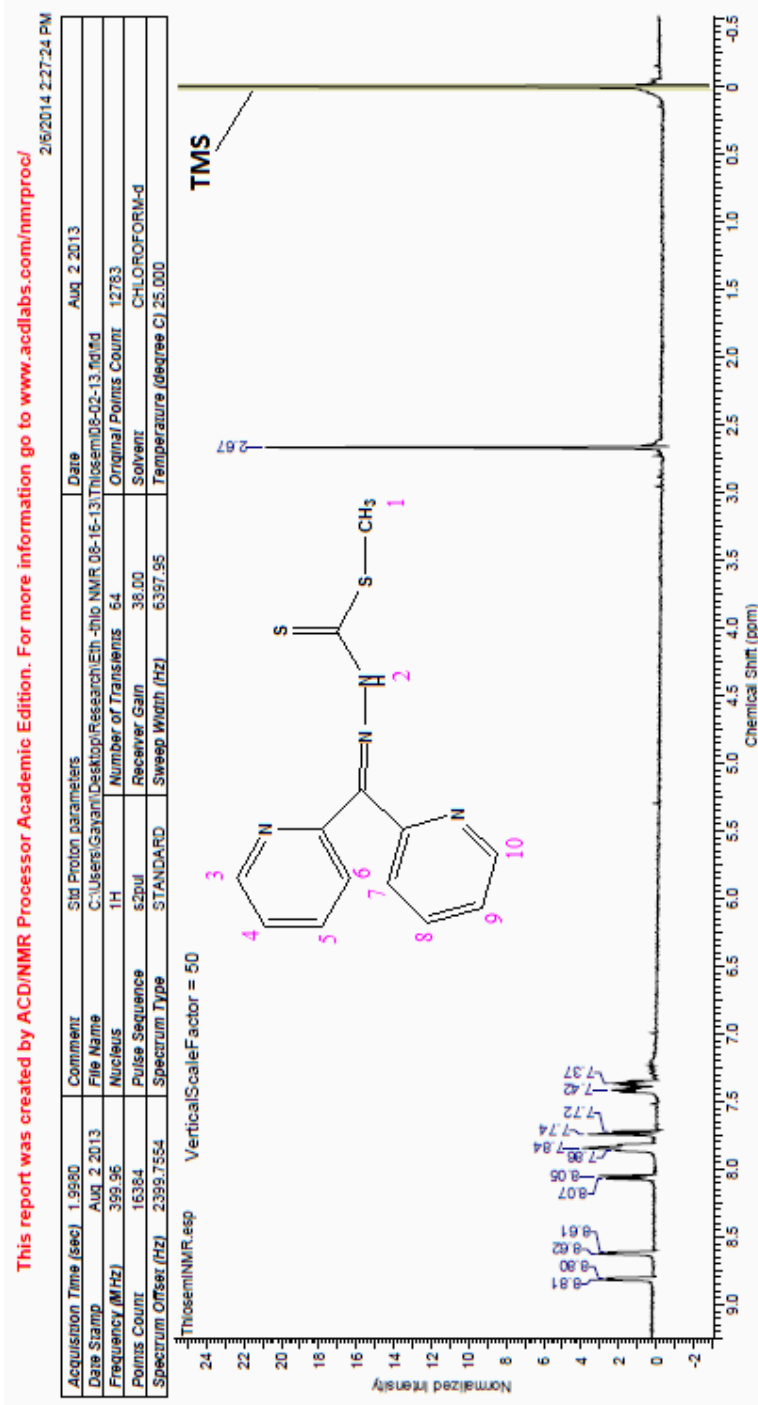 This report was created by ACD/NMR Processor Academic Edition. For more information go to www.acdlabs.com/nmrproc/
2/6/2014 2:27:24 PM
Acquisition Time (sec) 1.9980 Comment Std Proton parameters Date Aug 2 2013
Date Stamp Aug 2 2013 File Name C:\Users\Gayani\Desktop\Research\Eth -thio NMR 08-16-13\Thiosemi08-02-13.fid\fid
Frequency (MHz) 399.96 Nucleus 1H Number of Transients 64 Original Points Count 12783
Points Count 16384 Pulse Sequence s2pul Receiver Gain 38.00 Solvent CHLOROFORM-d
Spectrum Offset (Hz) 2399.7554 Spectrum Type STANDARD Sweep Width (Hz) 6397.95 Temperature (degree C) 25.000
ThiosemiNMR.esp VerticalScaleFactor = 50
TMS
24
22
20
18
16
14
12
10
8
6
4
2
0
-2
Normalized Intensity
3
4
5
6
7
8
9
10
N
N
N
N
H
2
S
S
CH3
1
8.81
8.80
8.62
8.61
8.07
8.05
7.86
7.84
7.74
7.72
7.42
7.37
2.67
9.0 8.5 8.0 7.5 7.0 6.5 6.0 5.5 5.0 4.5 4.0 3.5 3.0 2.5 2.0 1.5 1.0 0.5 0 -0.5
Chemical Shift (ppm)